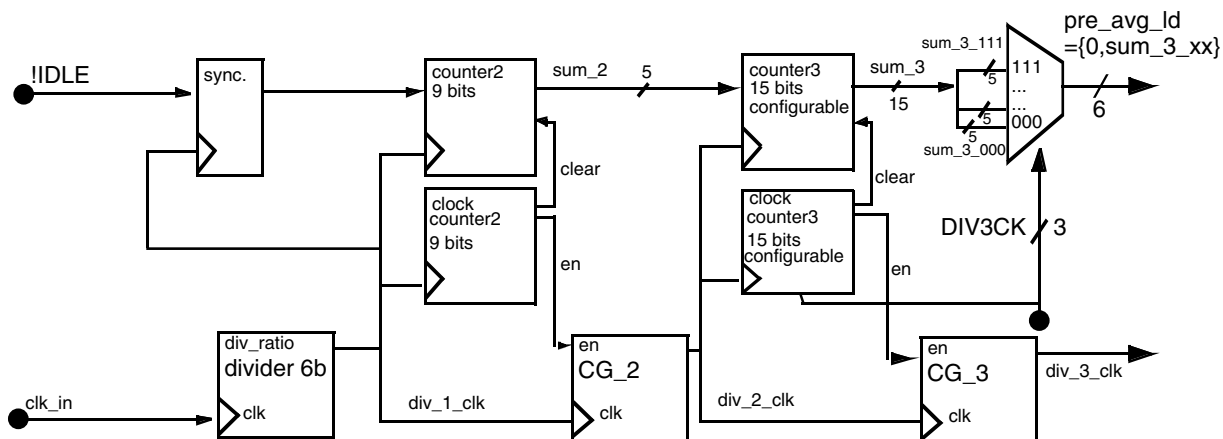 pre_avg_ld
={0,sum_3_xx}
!IDLE
sync.
counter2
9 bits
sum_2
5
counter3
15 bits
configurable
sum_3
15
sum_3_111
5
111
...
...
5
000
5
sum_3_000
6
clear
clear
clock
counter2
9 bits
en
clock
counter3
15 bits
configurable
en
DIV3CK
3
div_ratio
divider 6b
clk
clk_in
div_1_clk
en
CG_2
clk
div_2_clk
en
CG_3
clk
div_3_clk